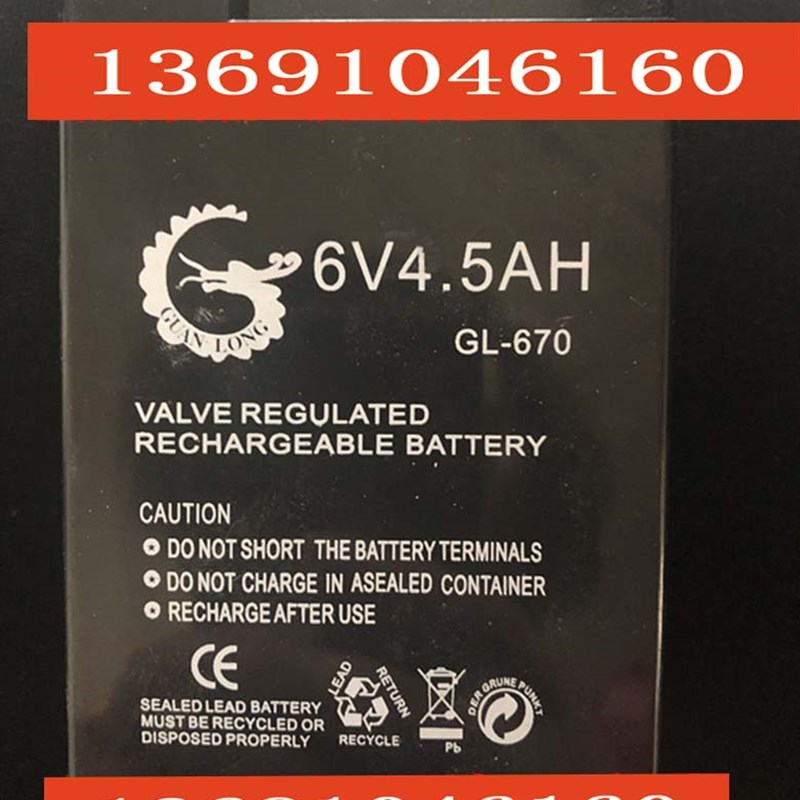 13691046160
GUAN LONG
6V4.5AH
GL-670
VALVE REGULATED
RECHARGEABLE BATTERY
CAUTION
DO NOT SHORT THE BATTERY TERMINALS
DO NOT CHARGE IN ASEALED CONTAINER
RECHARGE AFTER USE
CE
SEALED LEAD BATTERY
MUST BE RECYCLED OR
DISPOSED PROPERLY
LEAD
RETURN
RECYCLE
Pb
DER GRUNE PUNKT